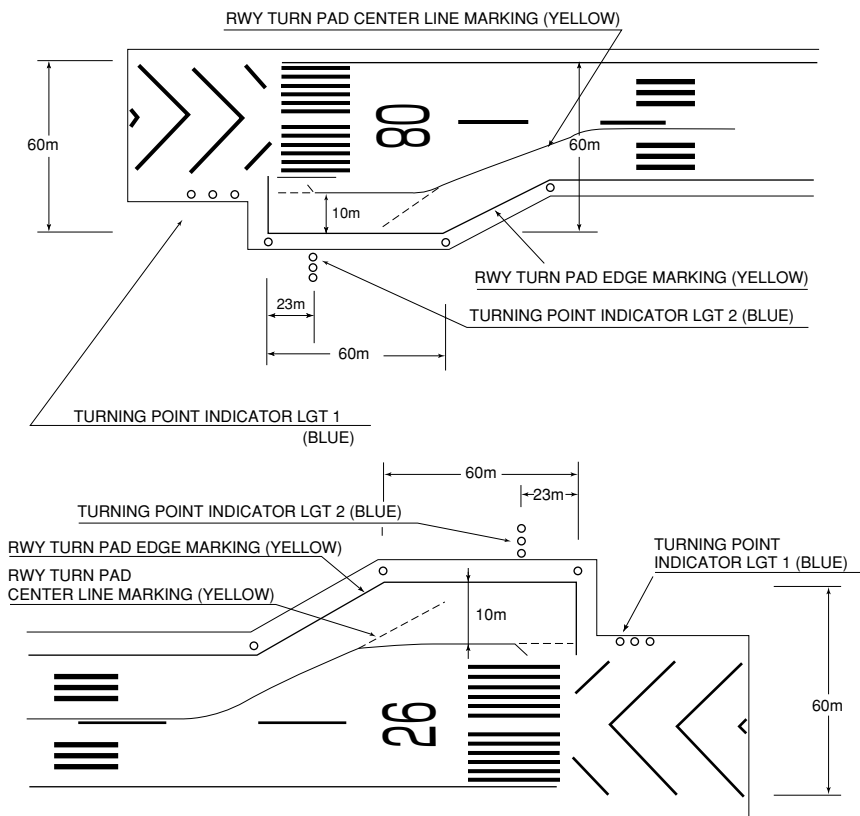 RWY TURN PAD CENTER LINE MARKING (YELLOW)
60m
08
60m
10m
RWY TURN PAD EDGE MARKING (YELLOW)
23m
TURNING POINT INDICATOR LGT 2 (BLUE)
60m
TURNING POINT INDICATOR LGT 1
(BLUE)
60m
23m
TURNING POINT INDICATOR LGT 2 (BLUE)
RWY TURN PAD EDGE MARKING (YELLOW)
TURNING POINT
INDICATOR LGT 1 (BLUE)
RWY TURN PAD
CENTER LINE MARKING (YELLOW)
10m
60m
26